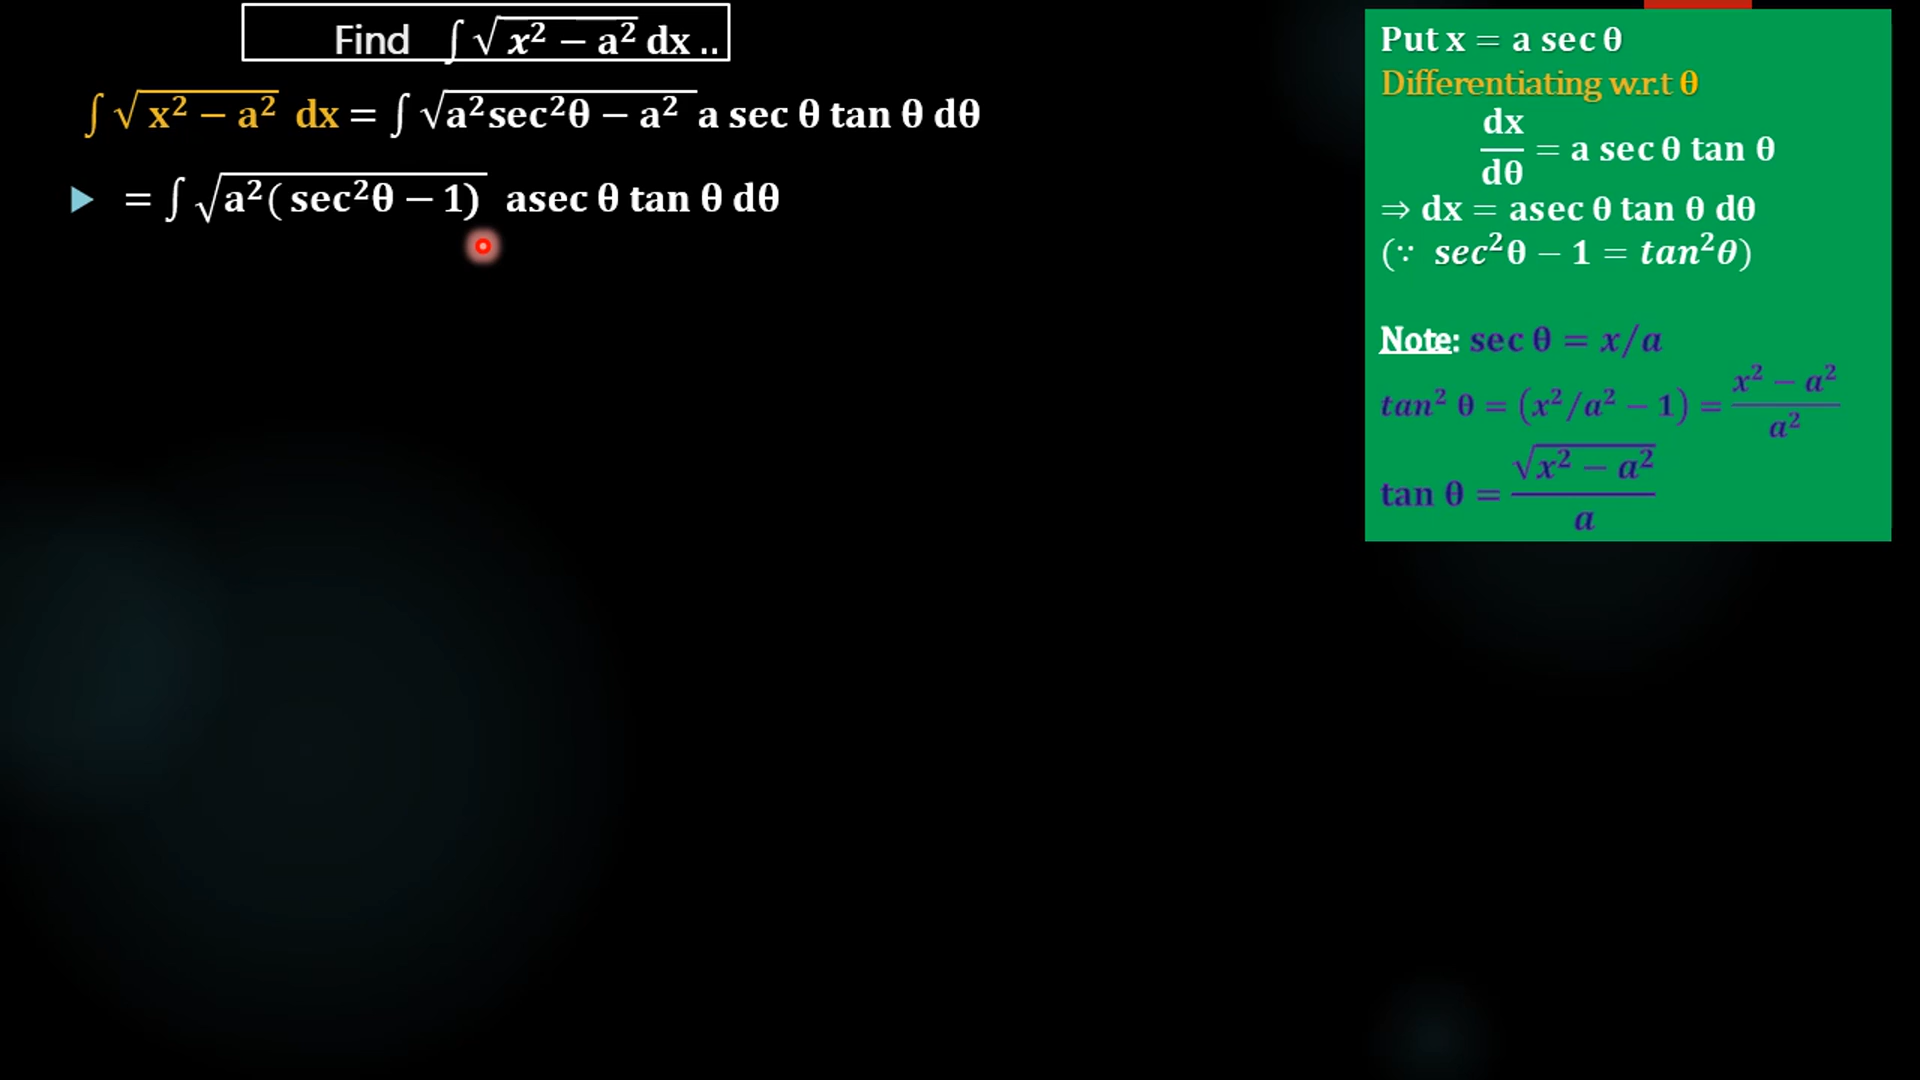 Find ∫ √x² − a² dx ..
∫ √x² − a² dx = ∫ √a²sec²θ − a² a sec θ tan θ dθ
= ∫ √a²( sec²θ − 1) asec θ tan θ dθ
Put x = a sec θ
Differentiating w.r.t θ
dx/dθ = a sec θ tan θ
⇒ dx = asec θ tan θ dθ
(∵ sec²θ − 1 = tan²θ)
Note: sec θ = x/a
tan² θ = (x²/a² − 1) = x² − a²/a²
tan θ = √x² − a²/a